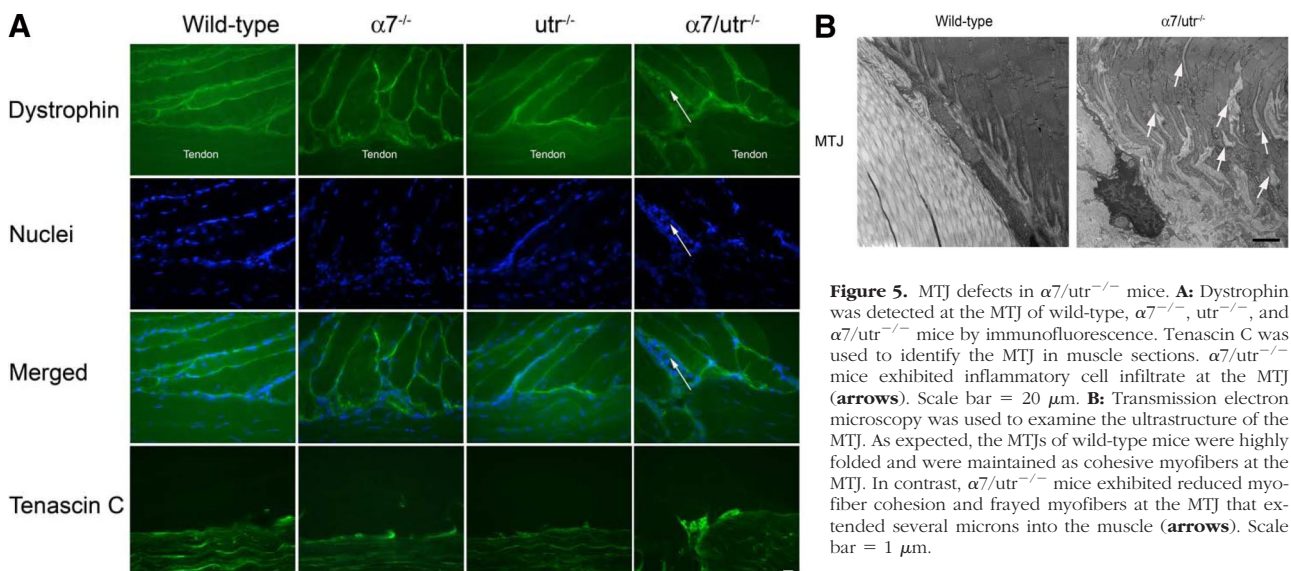 A
Wild-type
α7-/-
utr-/-
α7/utr-/-
Dystrophin
Tendon
Tendon
Tendon
Tendon
Nuclei
Merged
Tenascin C
B
Wild-type
α7/utr-/-
MTJ
Figure 5. MTJ defects in α7/utr−/− mice. A: Dystrophin
was detected at the MTJ of wild-type, α7−/−, utr−/−, and
α7/utr−/− mice by immunofluorescence. Tenascin C was
used to identify the MTJ in muscle sections. α7/utr−/−
mice exhibited inflammatory cell infiltrate at the MTJ
(arrows). Scale bar = 20 μm. B: Transmission electron
microscopy was used to examine the ultrastructure of the
MTJ. As expected, the MTJs of wild-type mice were highly
folded and were maintained as cohesive myofibers at the
MTJ. In contrast, α7/utr−/− mice exhibited reduced myo-
fiber cohesion and frayed myofibers at the MTJ that ex-
tended several microns into the muscle (arrows). Scale
bar = 1 μm.